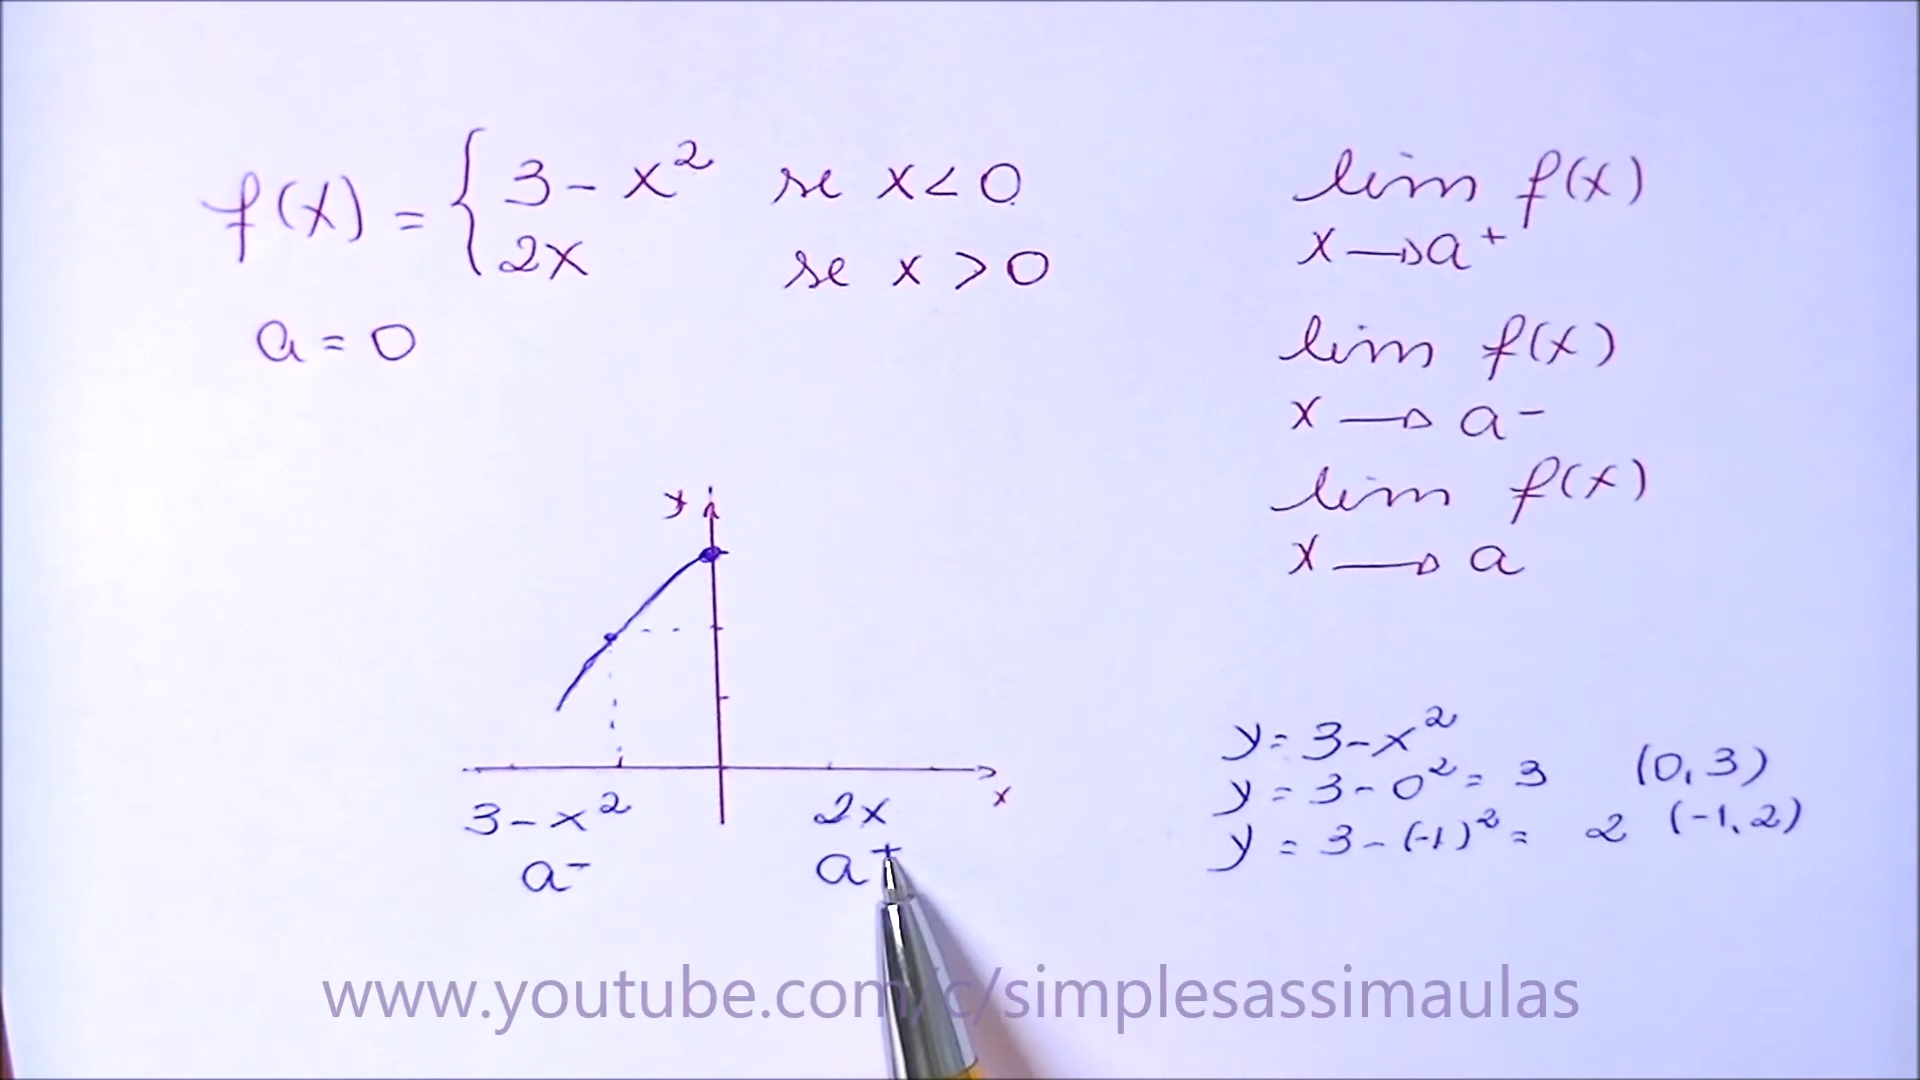 f(x) = { 3 - x² se x < 0
2x se x > 0
a = 0
lim f(x)
x → a⁺
lim f(x)
x → a⁻
lim f(x)
x → a
y
x
3 - x² 2x
a⁻ a⁺
y = 3 - x²
y = 3 - 0² = 3 (0, 3)
y = 3 - (-1)² = 2 (-1, 2)
www.youtube.com/c/simplesassimaulas